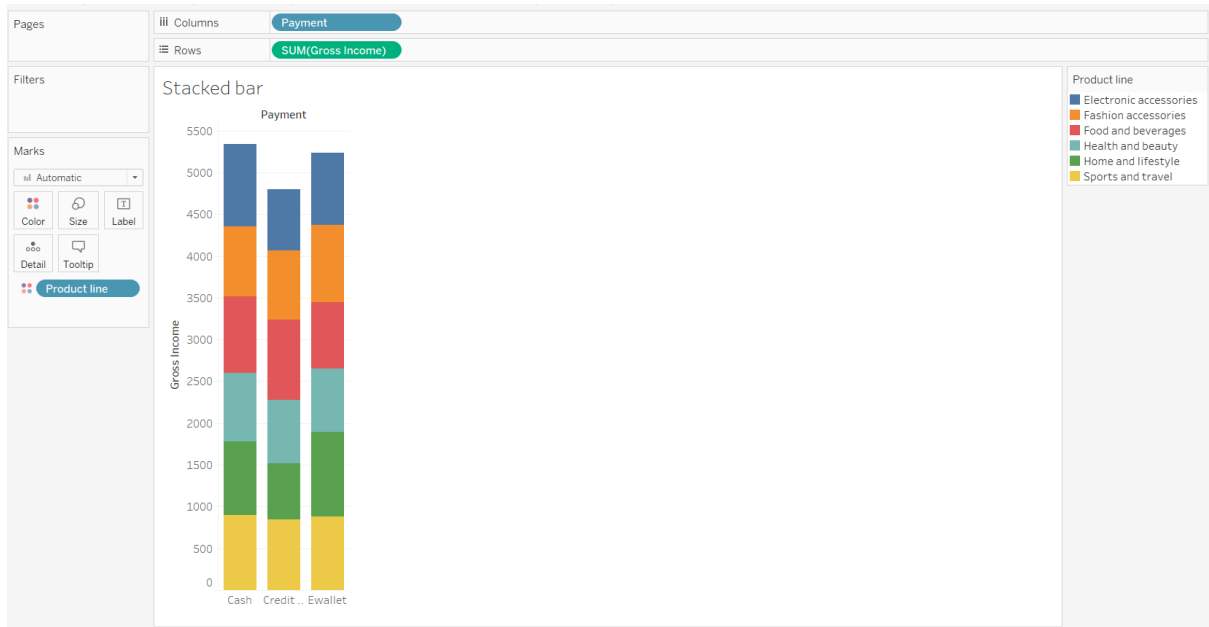 Pages
Columns
Payment
Rows
SUM(Gross Income)
Filters
Marks
Automatic
Color
Size
T
Label
Detail
Tooltip
Product line
Stacked bar
Payment
Gross Income
5500
5000
4500
4000
3500
3000
2500
2000
1500
1000
500
0
Cash Credit .. Ewallet
Product line
Electronic accessories
Fashion accessories
Food and beverages
Health and beauty
Home and lifestyle
Sports and travel